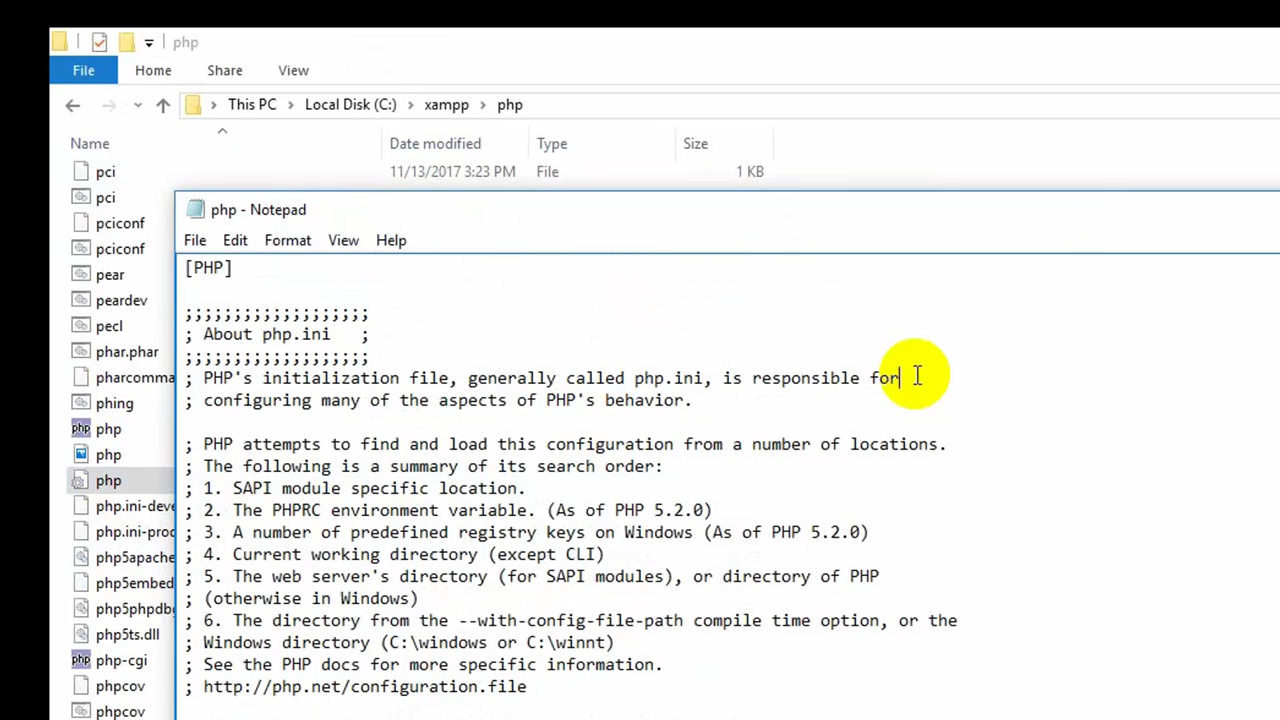 php
File Home Share View
This PC > Local Disk (C:) > xampp > php
Name Date modified Type Size
pci 11/13/2017 3:23 PM File 1 KB
pci
pciconf
pciconf
pear
peardev
pecl
phar.phar
pharcomma
phing
php
php
php
php.ini-deve
php.ini-proc
php5apache
php5embed
php5phpdbg
php5ts.dll
php-cgi
phpcov
phpcov
php - Notepad
File Edit Format View Help
[PHP]
;;;;;;;;;;;;;;;;;;;
; About php.ini   ;
;;;;;;;;;;;;;;;;;;;
; PHP's initialization file, generally called php.ini, is responsible for
; configuring many of the aspects of PHP's behavior.
; PHP attempts to find and load this configuration from a number of locations.
; The following is a summary of its search order:
; 1. SAPI module specific location.
; 2. The PHPRC environment variable. (As of PHP 5.2.0)
; 3. A number of predefined registry keys on Windows (As of PHP 5.2.0)
; 4. Current working directory (except CLI)
; 5. The web server's directory (for SAPI modules), or directory of PHP
; (otherwise in Windows)
; 6. The directory from the --with-config-file-path compile time option, or the
; Windows directory (C:\windows or C:\winnt)
; See the PHP docs for more specific information.
; http://php.net/configuration.file